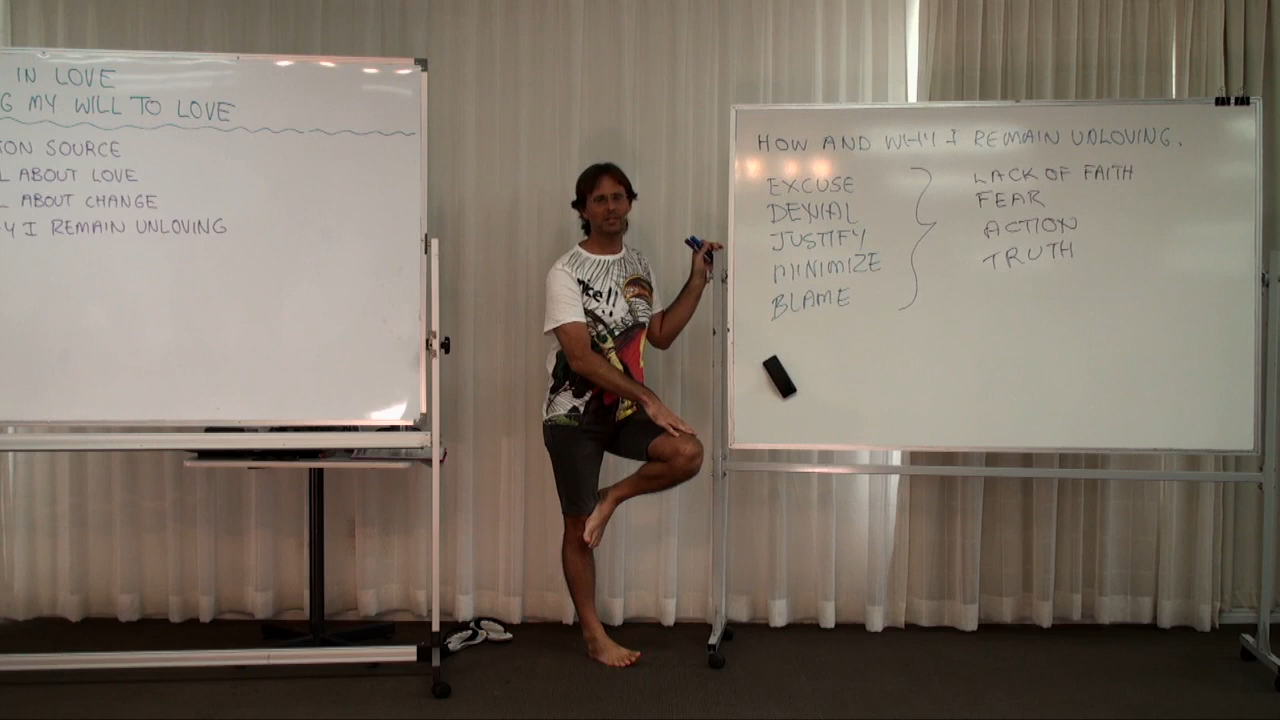 IN LOVE
G MY WILL TO LOVE
ION SOURCE
L ABOUT LOVE
L ABOUT CHANGE
Y I REMAIN UNLOVING
HOW AND WHY I REMAIN UNLOVING.
EXCUSE
DENIAL
JUSTIFY
MINIMIZE
BLAME
LACK OF FAITH
FEAR
ACTION
TRUTH